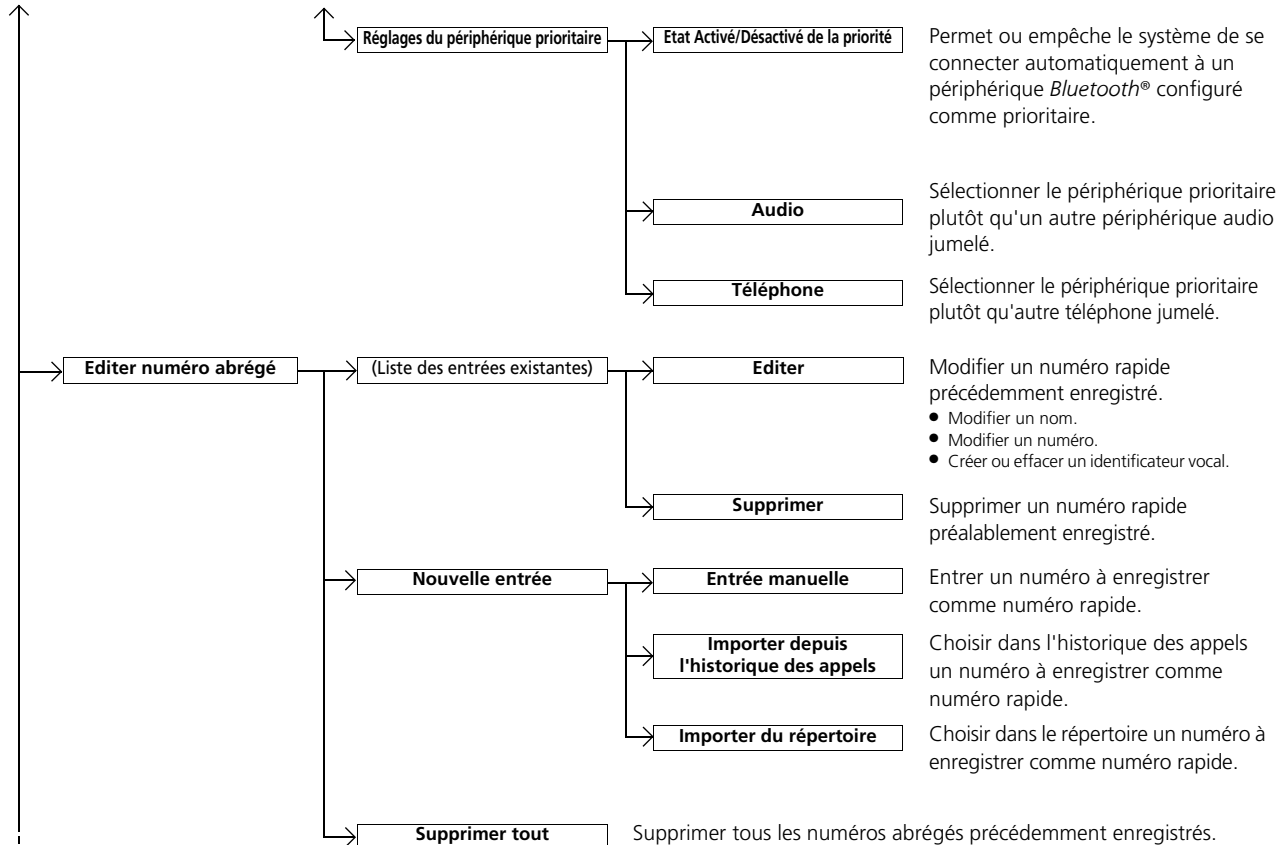 Réglages du périphérique prioritaire
Etat Activé/Désactivé de la priorité
Permet ou empêche le système de se
connecter automatiquement à un
périphérique Bluetooth® configuré
comme prioritaire.
Audio
Sélectionner le périphérique prioritaire
plutôt qu'un autre périphérique audio
jumelé.
Téléphone
Sélectionner le périphérique prioritaire
plutôt qu'autre téléphone jumelé.
Editer numéro abrégé
(Liste des entrées existantes)
Editer
Modifier un numéro rapide
précédemment enregistré.
● Modifier un nom.
● Modifier un numéro.
● Créer ou effacer un identificateur vocal.
Supprimer
Supprimer un numéro rapide
préalablement enregistré.
Nouvelle entrée
Entrée manuelle
Entrer un numéro à enregistrer
comme numéro rapide.
Importer depuis
l'historique des appels
Choisir dans l'historique des appels
un numéro à enregistrer comme
numéro rapide.
Importer du répertoire
Choisir dans le répertoire un numéro à
enregistrer comme numéro rapide.
Supprimer tout
Supprimer tous les numéros abrégés précédemment enregistrés.